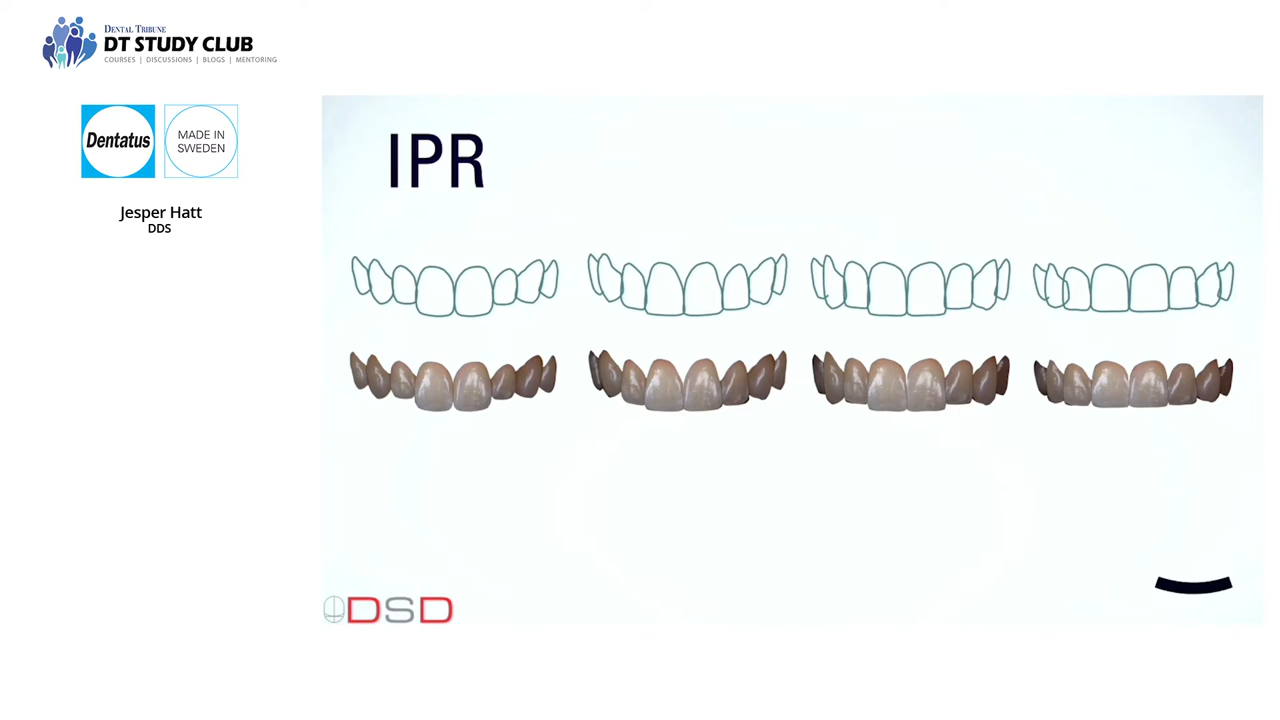 DENTAL TRIBUNE
DT STUDY CLUB
COURSES | DISCUSSIONS | BLOGS | MENTORING
Dentatus
MADE IN
SWEDEN
Jesper Hatt
DDS
IPR
DSD